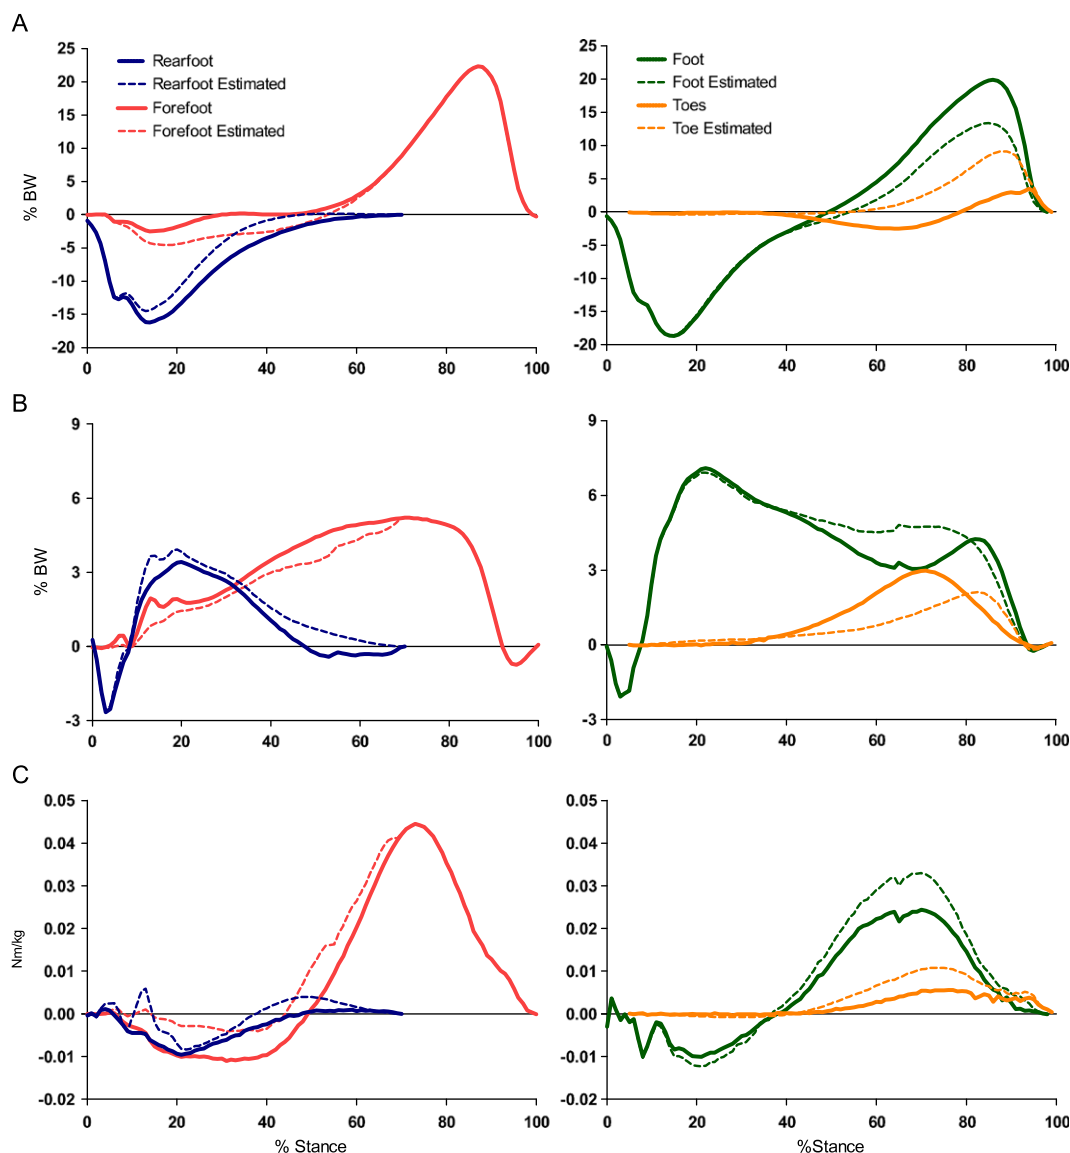 A
25
20
15
10
5
0
-5
-10
-15
-20
% BW
Rearfoot
Rearfoot Estimated
Forefoot
Forefoot Estimated
0 20 40 60 80 100
25
20
15
10
5
0
-5
-10
-15
-20
Foot
Foot Estimated
Toes
Toe Estimated
0 20 40 60 80 100
B
9
6
3
0
-3
% BW
0 20 40 60 80 100
9
6
3
0
-3
0 20 40 60 80 100
C
0.05
0.04
0.03
0.02
0.01
0.00
-0.01
-0.02
Nm/kg
0 20 40 60 80 100
% Stance
0.05
0.04
0.03
0.02
0.01
0.00
-0.01
-0.02
0 20 40 60 80 100
%Stance